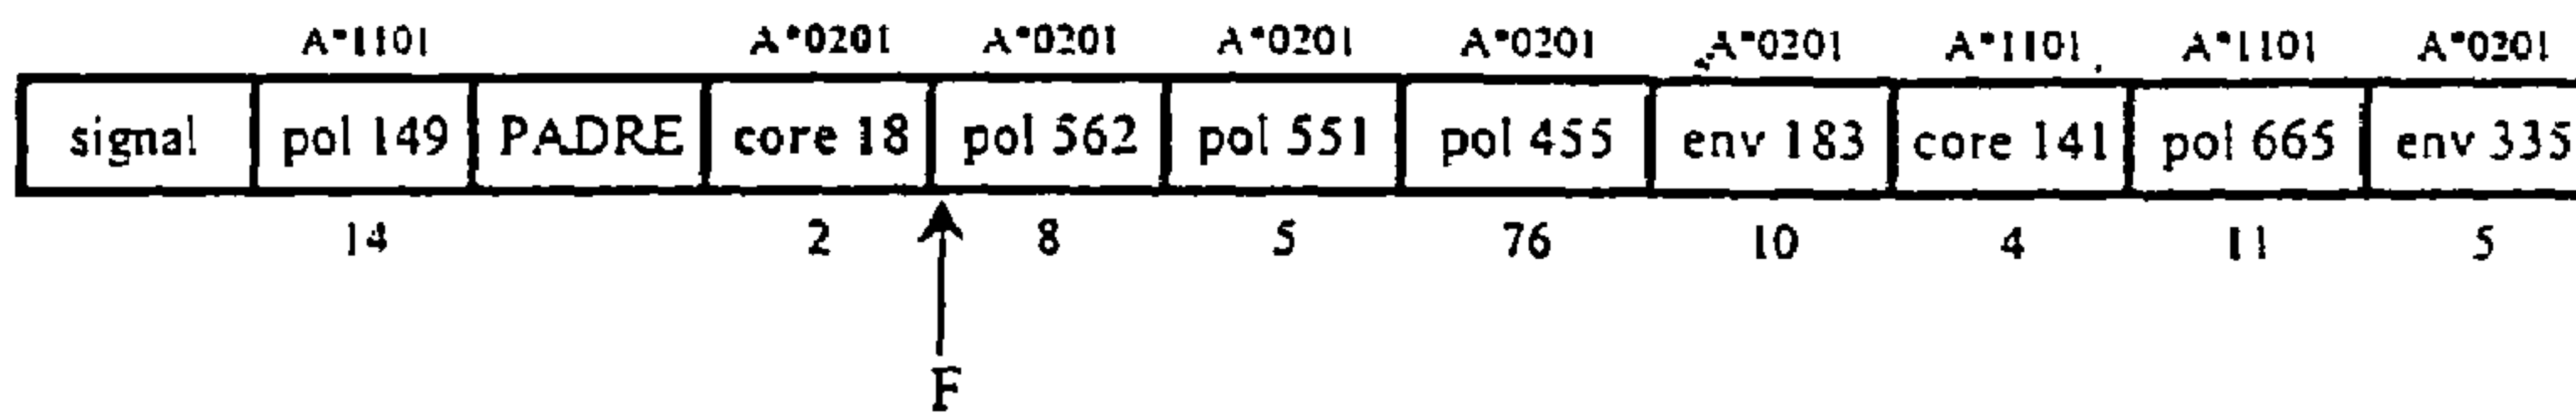 A*1101 A*0201 A*0201 A*0201 A*0201 A*0201 A*1101 A*1101 A*0201
signal pol 149 PADRE core 18 pol 562 pol 551 pol 455 env 183 core 141 pol 665 env 335
14 2 8 5 76 10 4 11 5
F